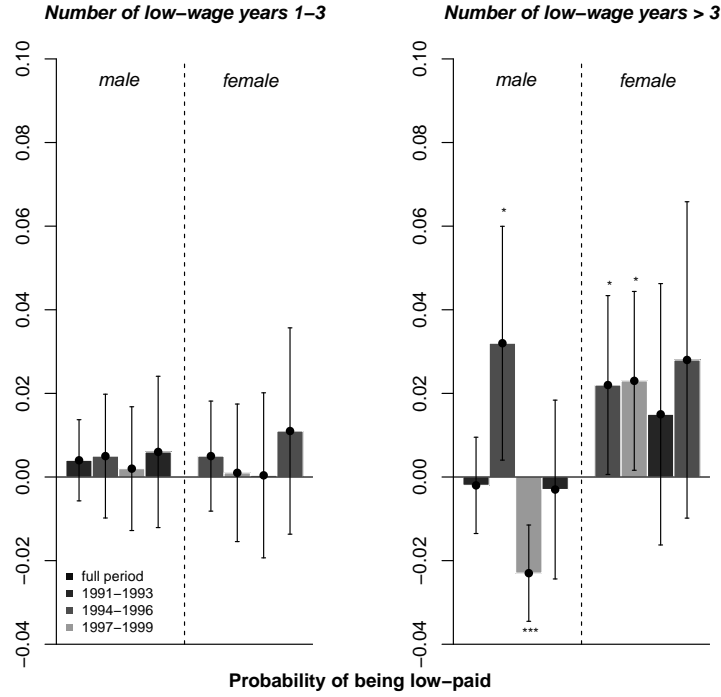 Number of low−wage years 1−3
Number of low−wage years > 3
male
female
male
female
0.10
0.08
0.06
0.04
0.02
0.00
−0.02
−0.04
0.10
0.08
0.06
0.04
0.02
0.00
−0.02
−0.04
*
***
*
*
full period
1991−1993
1994−1996
1997−1999
Probability of being low−paid